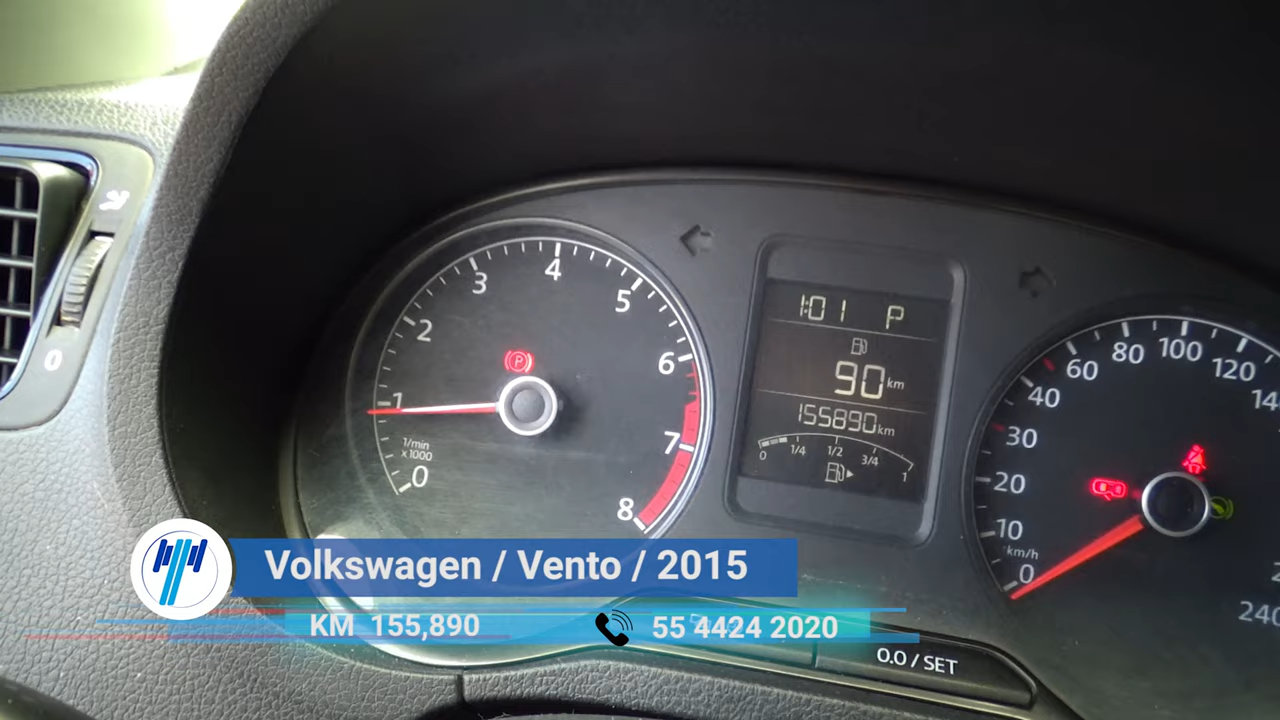 0
0
1
2
3
4
5
6
7
8
1/min
x1000
P
1:01 P
90 km
155890 km
0 1/4 1/2 3/4 1
0
10
20
30
40
60
80
100
120
14
240
km/h
Volkswagen / Vento / 2015
KM 155,890
55 4424 2020
0.0 / SET